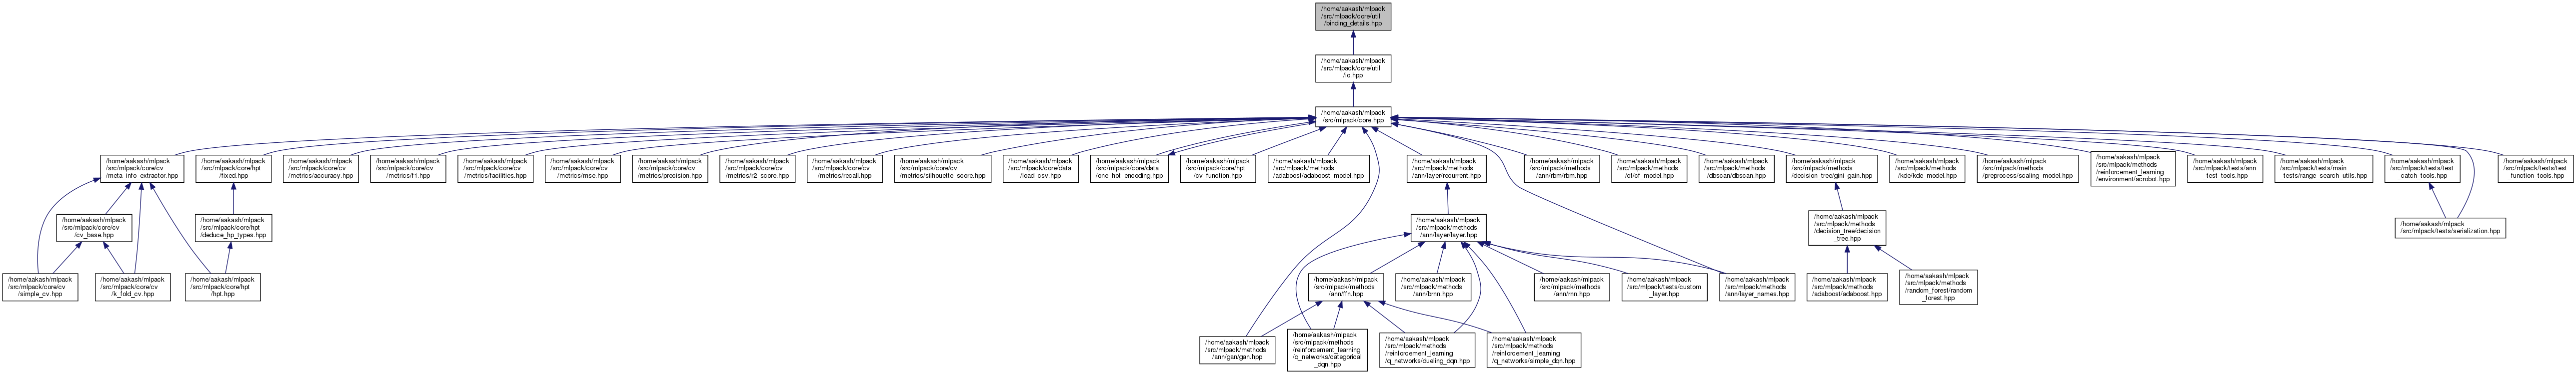 /home/aakash/mlpack
/src/mlpack/core/util
/binding_details.hpp
/home/aakash/mlpack
/src/mlpack/core/util
/io.hpp
/home/aakash/mlpack
/src/mlpack/core.hpp
/home/aakash/mlpack
/src/mlpack/core/cv
/meta_info_extractor.hpp
/home/aakash/mlpack
/src/mlpack/core/hpt
/fixed.hpp
/home/aakash/mlpack
/src/mlpack/core/cv
/metrics/accuracy.hpp
/home/aakash/mlpack
/src/mlpack/core/cv
/metrics/f1.hpp
/home/aakash/mlpack
/src/mlpack/core/cv
/metrics/facilities.hpp
/home/aakash/mlpack
/src/mlpack/core/cv
/metrics/mse.hpp
/home/aakash/mlpack
/src/mlpack/core/cv
/metrics/precision.hpp
/home/aakash/mlpack
/src/mlpack/core/cv
/metrics/r2_score.hpp
/home/aakash/mlpack
/src/mlpack/core/cv
/metrics/recall.hpp
/home/aakash/mlpack
/src/mlpack/core/cv
/metrics/silhouette_score.hpp
/home/aakash/mlpack
/src/mlpack/core/data
/load_csv.hpp
/home/aakash/mlpack
/src/mlpack/core/data
/one_hot_encoding.hpp
/home/aakash/mlpack
/src/mlpack/core/hpt
/cv_function.hpp
/home/aakash/mlpack
/src/mlpack/methods
/adaboost/adaboost_model.hpp
/home/aakash/mlpack
/src/mlpack/methods
/ann/layer/recurrent.hpp
/home/aakash/mlpack
/src/mlpack/methods
/ann/rbm/rbm.hpp
/home/aakash/mlpack
/src/mlpack/methods
/cf/cf_model.hpp
/home/aakash/mlpack
/src/mlpack/methods
/dbscan/dbscan.hpp
/home/aakash/mlpack
/src/mlpack/methods
/decision_tree/gini_gain.hpp
/home/aakash/mlpack
/src/mlpack/methods
/kde/kde_model.hpp
/home/aakash/mlpack
/src/mlpack/methods
/preprocess/scaling_model.hpp
/home/aakash/mlpack
/src/mlpack/methods
/reinforcement_learning
/environment/acrobot.hpp
/home/aakash/mlpack
/src/mlpack/tests/ann
_test_tools.hpp
/home/aakash/mlpack
/src/mlpack/tests/main
_tests/range_search_utils.hpp
/home/aakash/mlpack
/src/mlpack/tests/test
_catch_tools.hpp
/home/aakash/mlpack
/src/mlpack/tests/test
_function_tools.hpp
/home/aakash/mlpack
/src/mlpack/core/cv
/cv_base.hpp
/home/aakash/mlpack
/src/mlpack/core/hpt
/deduce_hp_types.hpp
/home/aakash/mlpack
/src/mlpack/methods
/ann/layer/layer.hpp
/home/aakash/mlpack
/src/mlpack/methods
/decision_tree/decision
_tree.hpp
/home/aakash/mlpack
/src/mlpack/tests/serialization.hpp
/home/aakash/mlpack
/src/mlpack/core/cv
/simple_cv.hpp
/home/aakash/mlpack
/src/mlpack/core/cv
/k_fold_cv.hpp
/home/aakash/mlpack
/src/mlpack/core/hpt
/hpt.hpp
/home/aakash/mlpack
/src/mlpack/methods
/ann/ffn.hpp
/home/aakash/mlpack
/src/mlpack/methods
/ann/brnn.hpp
/home/aakash/mlpack
/src/mlpack/methods
/ann/rnn.hpp
/home/aakash/mlpack
/src/mlpack/tests/custom
_layer.hpp
/home/aakash/mlpack
/src/mlpack/methods
/ann/layer_names.hpp
/home/aakash/mlpack
/src/mlpack/methods
/adaboost/adaboost.hpp
/home/aakash/mlpack
/src/mlpack/methods
/random_forest/random
_forest.hpp
/home/aakash/mlpack
/src/mlpack/methods
/ann/gan/gan.hpp
/home/aakash/mlpack
/src/mlpack/methods
/reinforcement_learning
/q_networks/categorical
_dqn.hpp
/home/aakash/mlpack
/src/mlpack/methods
/reinforcement_learning
/q_networks/dueling_dqn.hpp
/home/aakash/mlpack
/src/mlpack/methods
/reinforcement_learning
/q_networks/simple_dqn.hpp